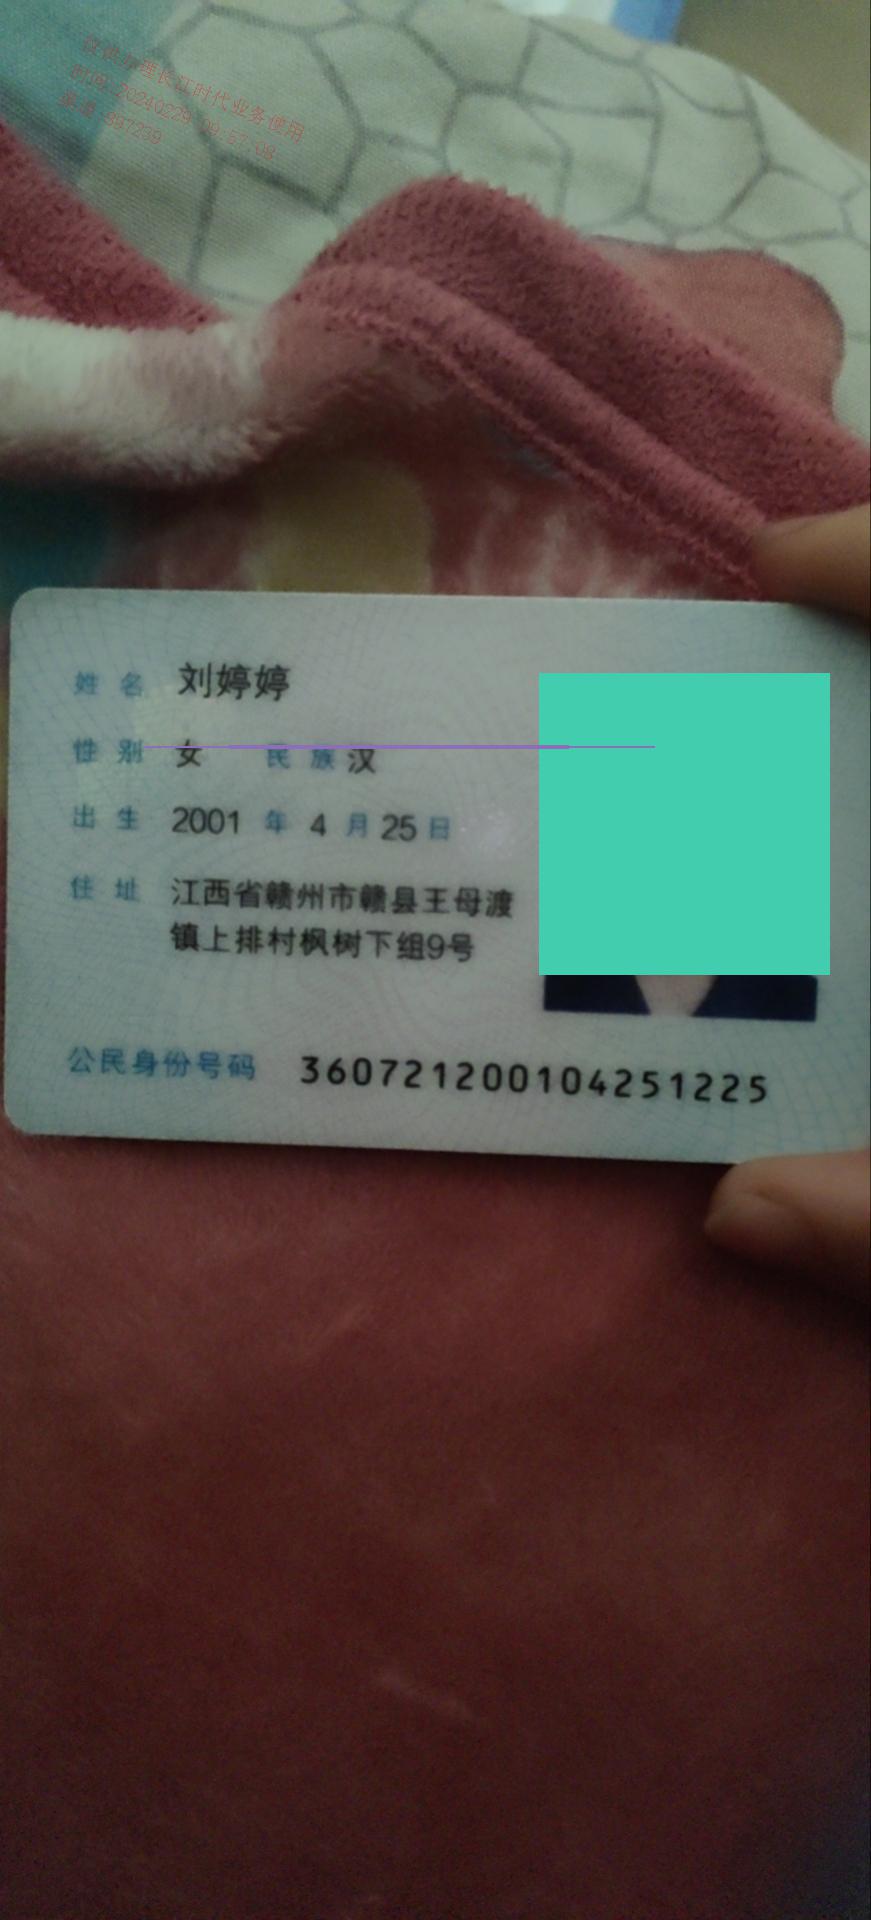 仅供办理长江时代业务使用
时间:20240229 09:57:08
897239
姓名 刘婷婷
性别 女 民族 汉
出生 2001 年 4 月 25 日
住址 江西省赣州市赣县王母渡
镇上排村枫树下组9号
公民身份号码 360721200104251225